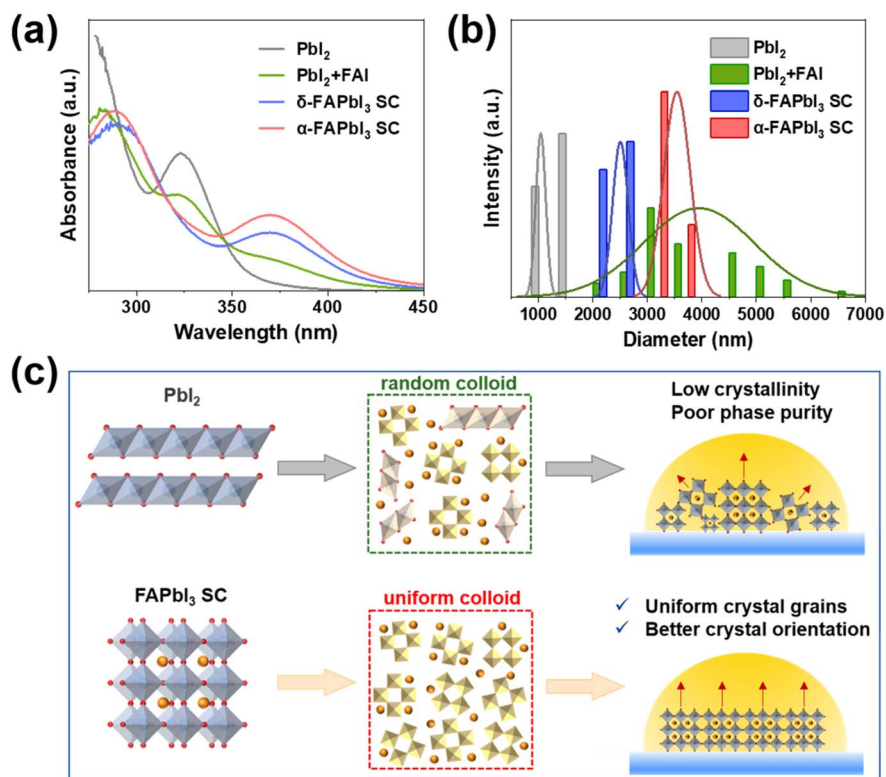 (a)
Absorbance (a.u.)
PbI₂
PbI₂+FAI
δ-FAPbI₃ SC
α-FAPbI₃ SC
300 350 400 450
Wavelength (nm)
(b)
Intensity (a.u.)
PbI₂
PbI₂+FAI
δ-FAPbI₃ SC
α-FAPbI₃ SC
1000 2000 3000 4000 5000 6000 7000
Diameter (nm)
(c)
PbI₂
random colloid
Low crystallinity
Poor phase purity
FAPbI₃ SC
uniform colloid
✓ Uniform crystal grains
✓ Better crystal orientation